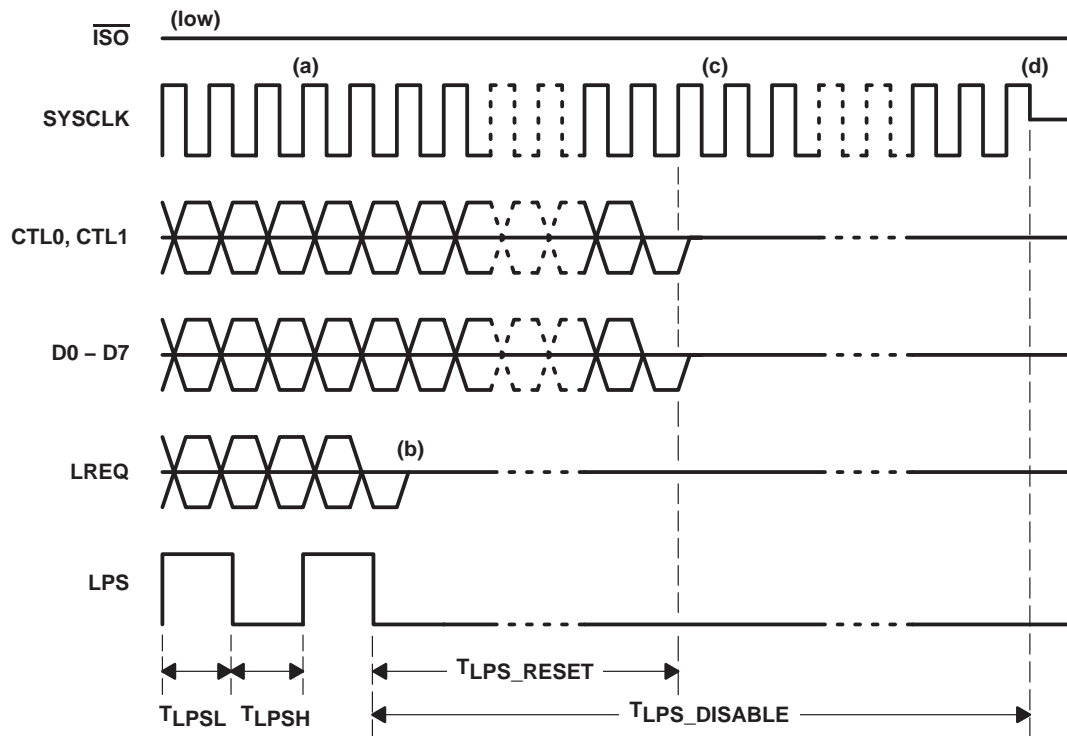 (low)
ISO
(a)
(c)
(d)
SYSCLK
CTL0, CTL1
D0 – D7
(b)
LREQ
LPS
TLPS_RESET
TLPSL
TLPSH
TLPS_DISABLE